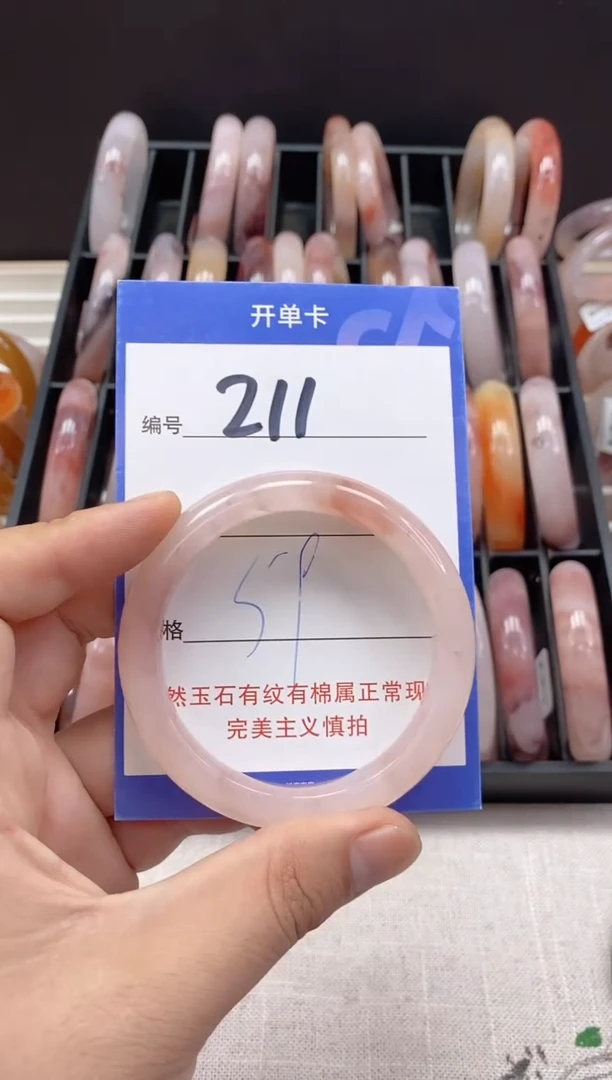 开单卡
编号 211
格 59
然玉石有纹有棉属正常现
完美主义慎拍